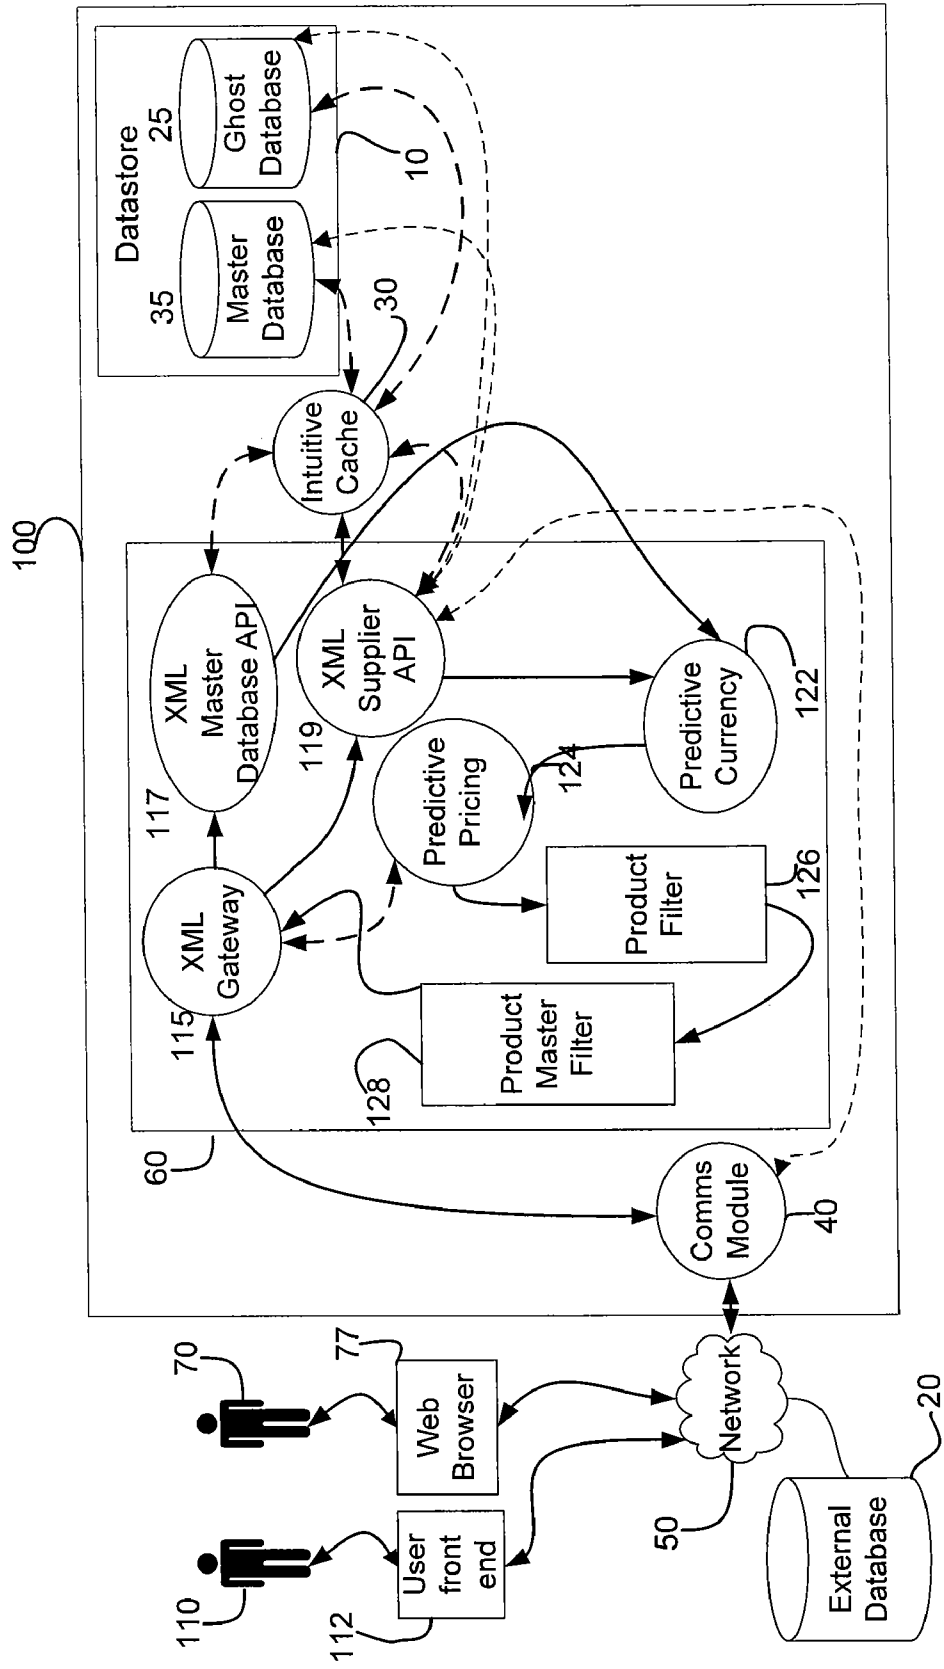 100
Datastore
35
25
Master
Database
Ghost
Database
10
30
Intuitive
Cache
60
115
XML
Gateway
117
XML
Master
Database API
119
XML
Supplier
API
Predictive
Pricing
124
Predictive
Currency
122
Product
Filter
126
128
Product
Master
Filter
Comms
Module
40
110
70
112
User
front
end
77
Web
Browser
50
Network
External
Database
20